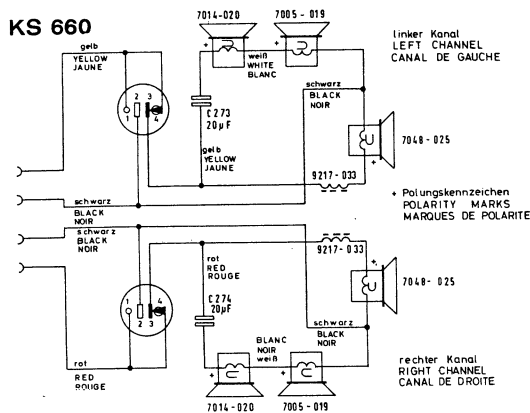 KS 660
7014-020
7005-019
linker Kanal
LEFT CHANNEL
CANAL DE GAUCHE
gelb
YELLOW
JAUNE
+
weiß
WHITE
BLANC
schwarz
BLACK
NOIR
2 3
1 4
C273
20µF
gelb
YELLOW
JAUNE
7048-025
+
9217-033
+ Polungskennzeichen
POLARITY MARKS
MARQUES DE POLARITE
schwarz
BLACK
NOIR
schwarz
BLACK
NOIR
rot
RED
ROUGE
9217-033
+
7048-025
1 4
2 3
C274
20µF
schwarz
BLACK
NOIR
BLANC
NOIR
weiß
+
rot
RED
ROUGE
7014-020
7005-019
rechter Kanal
RIGHT CHANNEL
CANAL DE DROITE